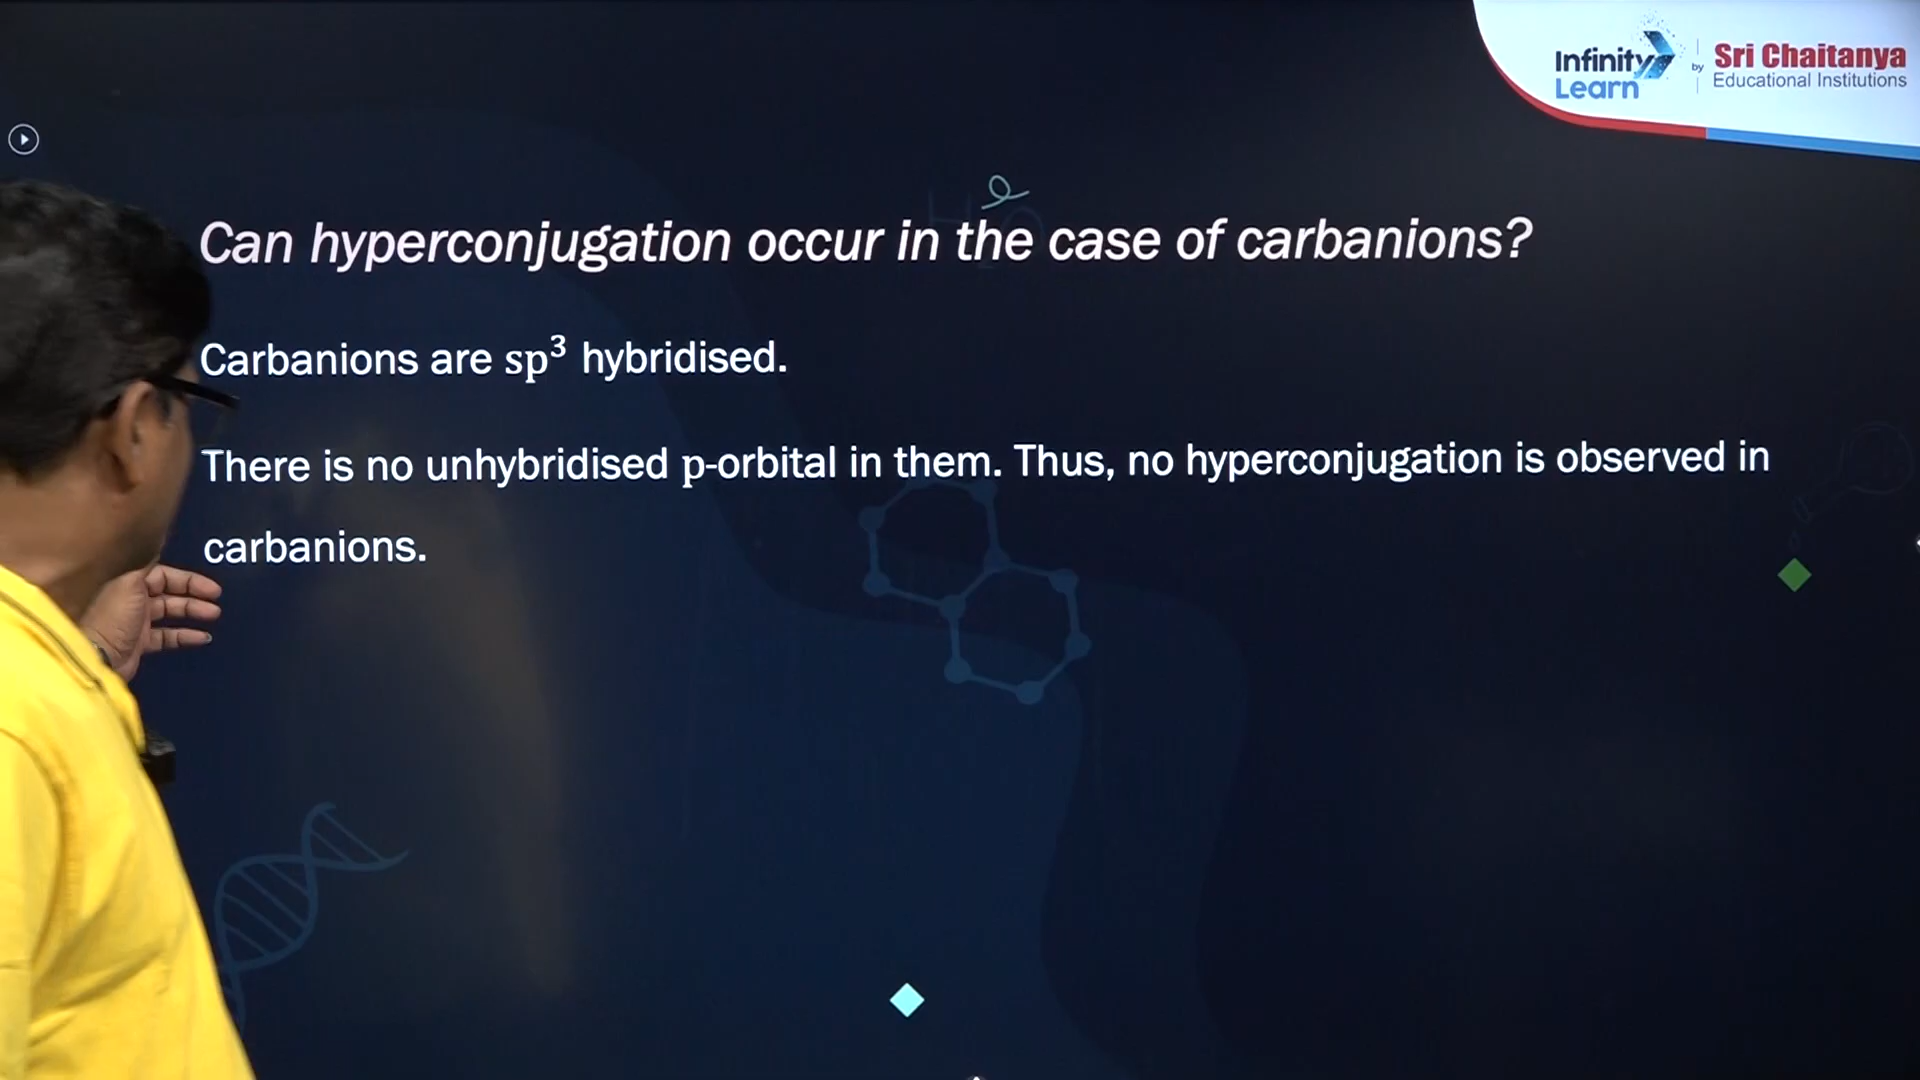 Infinity Learn by Sri Chaitanya Educational Institutions
Can hyperconjugation occur in the case of carbanions?
Carbanions are sp³ hybridised.
There is no unhybridised p-orbital in them. Thus, no hyperconjugation is observed in
carbanions.